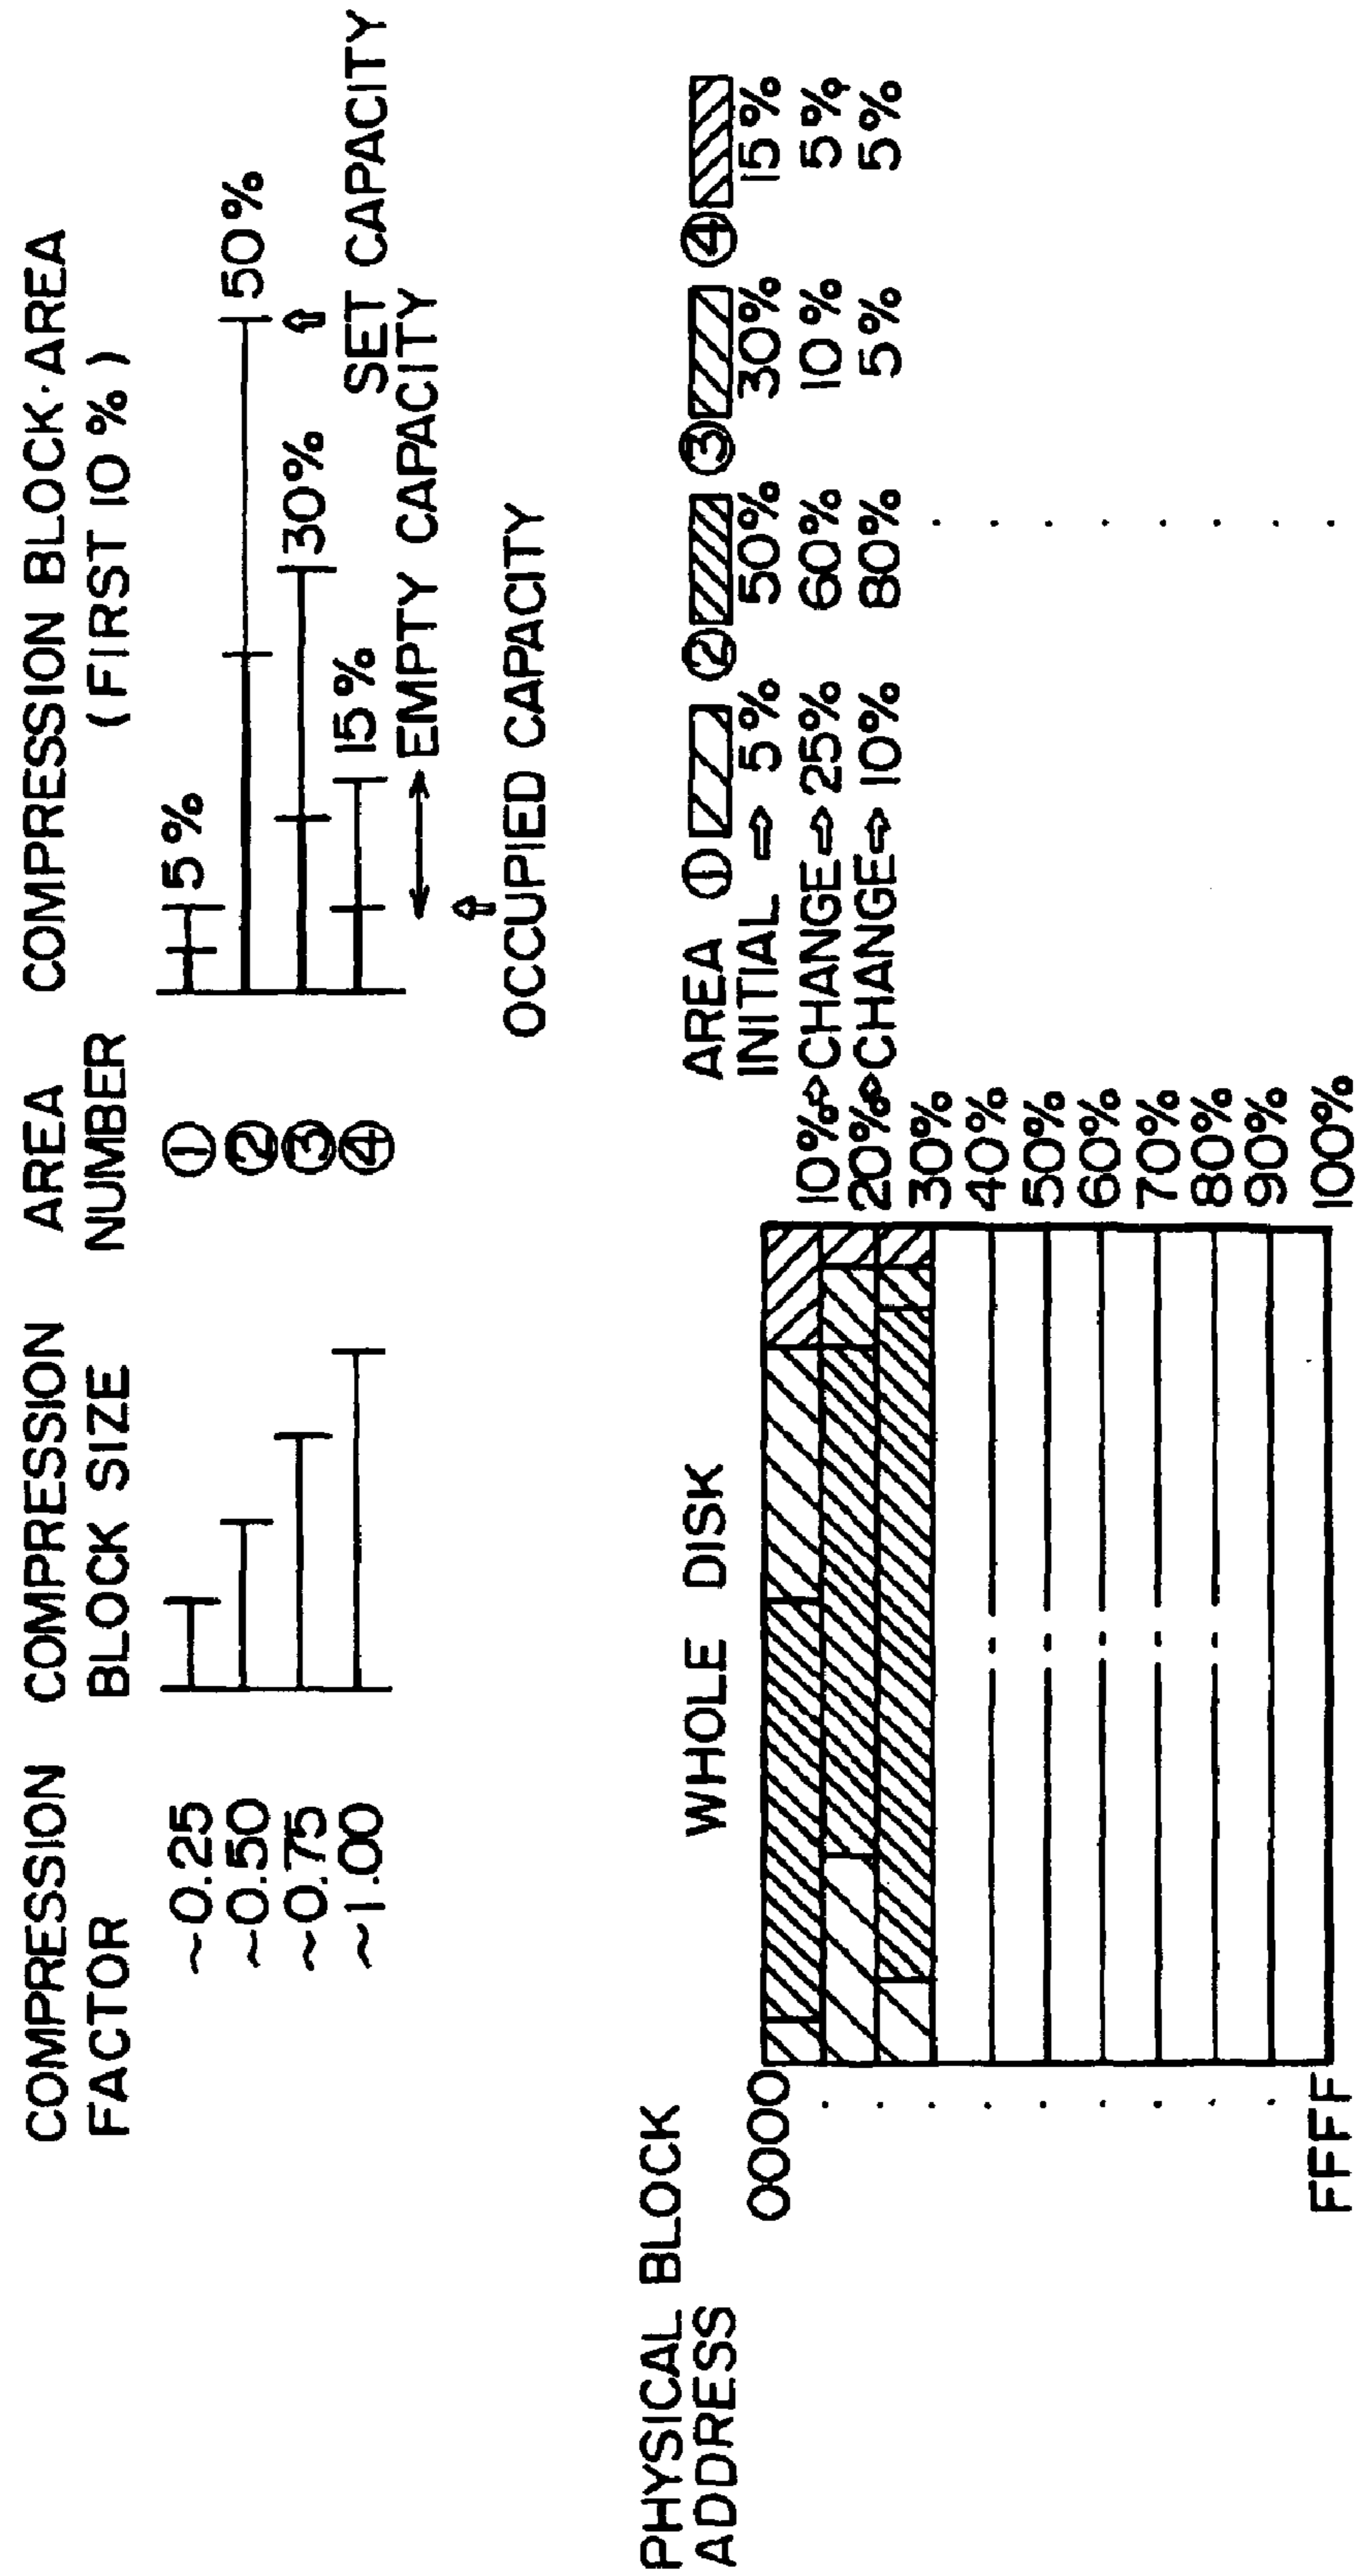 COMPRESSION FACTOR
~0.25
~0.50
~0.75
~1.00
COMPRESSION BLOCK SIZE
AREA NUMBER
①
②
③
④
COMPRESSION BLOCK·AREA
(FIRST 10%)
5%
50%
30%
15%
SET CAPACITY
EMPTY CAPACITY
OCCUPIED CAPACITY
PHYSICAL BLOCK ADDRESS
0000
FFFF
WHOLE DISK
AREA ① ② ③ ④
INITIAL ⇨ 5% 50% 30% 15%
10%⇨CHANGE⇨25% 60% 10% 5%
20%⇨CHANGE⇨10% 80% 5% 5%
30%
40%
50%
60%
70%
80%
90%
100%